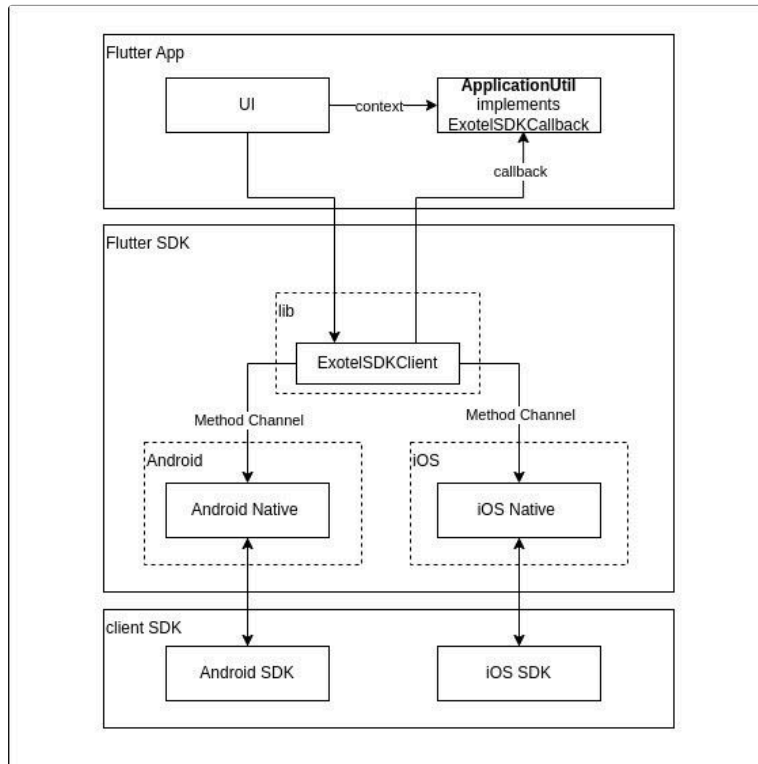 Flutter App
UI
context
ApplicationUtil
implements
ExotelSDKCallback
callback
Flutter SDK
lib
ExotelSDKClient
Method Channel
Method Channel
Android
iOS
Android Native
iOS Native
client SDK
Android SDK
iOS SDK